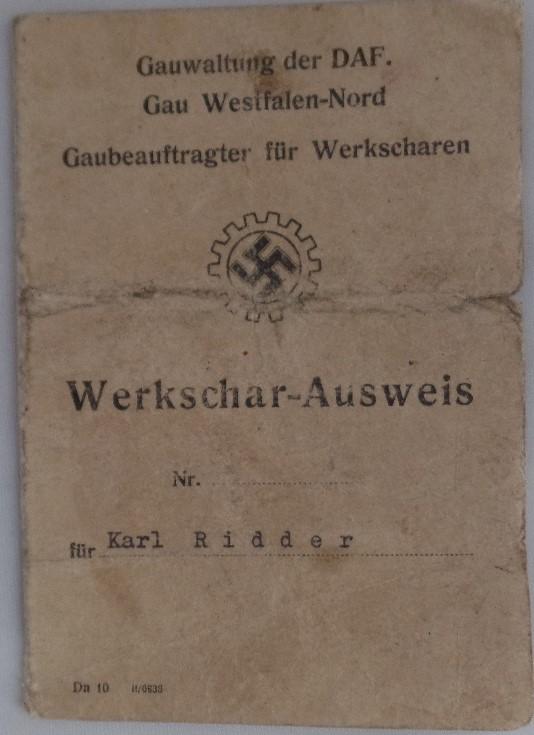 Gauwaltung der DAF.
Gau Westfalen-Nord
Gaubeauftragter für Werkscharen
Werkschar-Ausweis
Nr.
für Karl Ridder
Da 10